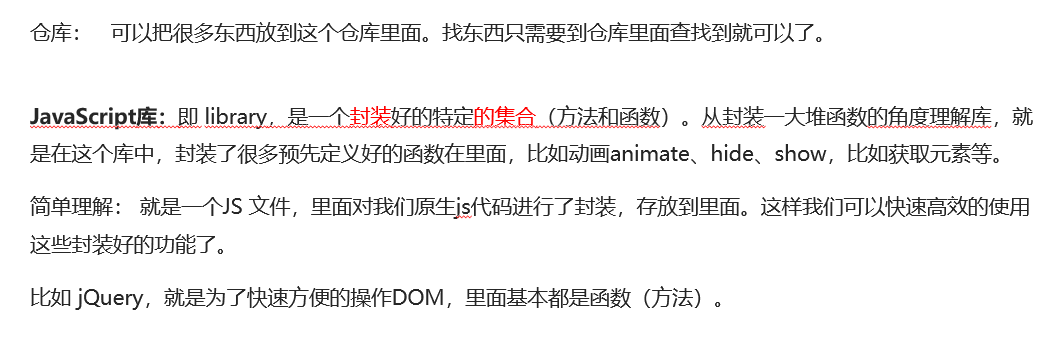 仓库： 可以把很多东西放到这个仓库里面。找东西只需要到仓库里面查找到就可以了。
JavaScript库：即 library，是一个封装好的特定的集合（方法和函数）。从封装一大堆函数的角度理解库，就
是在这个库中，封装了很多预先定义好的函数在里面，比如动画animate、hide、show，比如获取元素等。
简单理解： 就是一个JS 文件，里面对我们原生js代码进行了封装，存放到里面。这样我们可以快速高效的使用
这些封装好的功能了。
比如 jQuery，就是为了快速方便的操作DOM，里面基本都是函数（方法）。